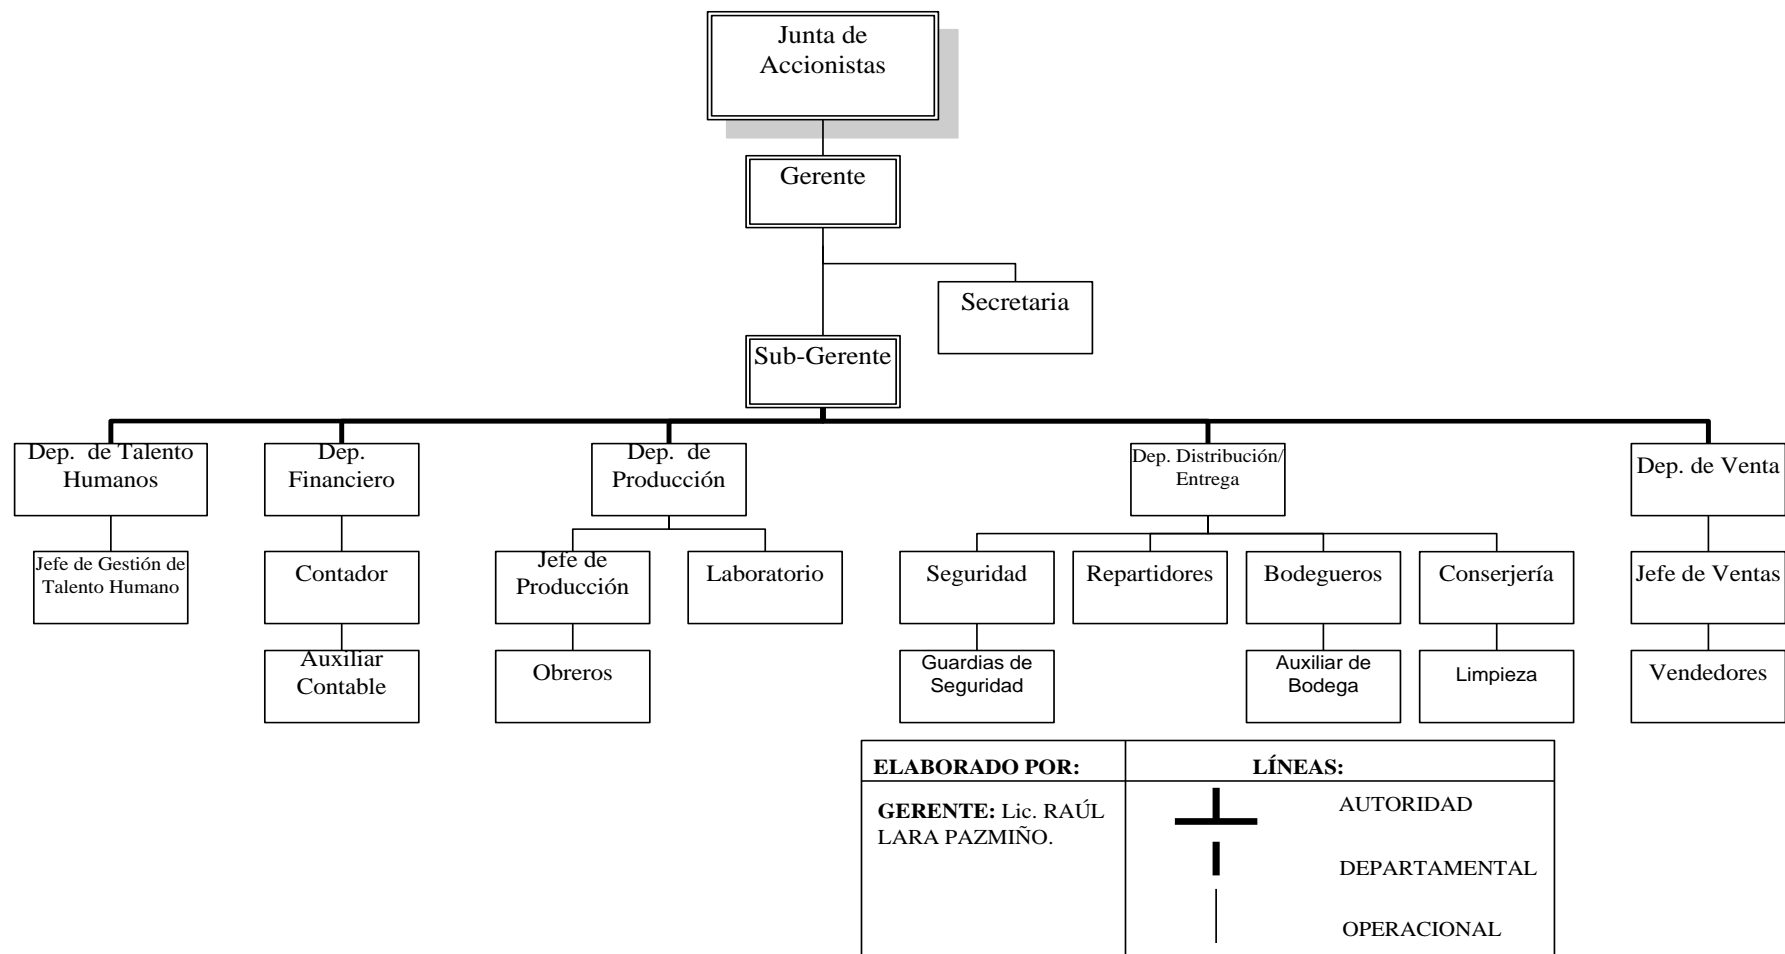 Junta de
Accionistas
Gerente
Secretaria
Sub-Gerente
Dep. de Talento
Humanos
Dep.
Financiero
Dep. de
Producción
Dep. Distribución/
Entrega
Dep. de Venta
Jefe de Gestión de
Talento Humano
Contador
Jefe de
Producción
Laboratorio
Seguridad
Repartidores
Bodegueros
Conserjería
Jefe de Ventas
Auxiliar
Contable
Obreros
Guardias de
Seguridad
Auxiliar de
Bodega
Limpieza
Vendedores
ELABORADO POR:
GERENTE: Lic. RAÚL
LARA PAZMIÑO.
LÍNEAS:
AUTORIDAD
DEPARTAMENTAL
OPERACIONAL